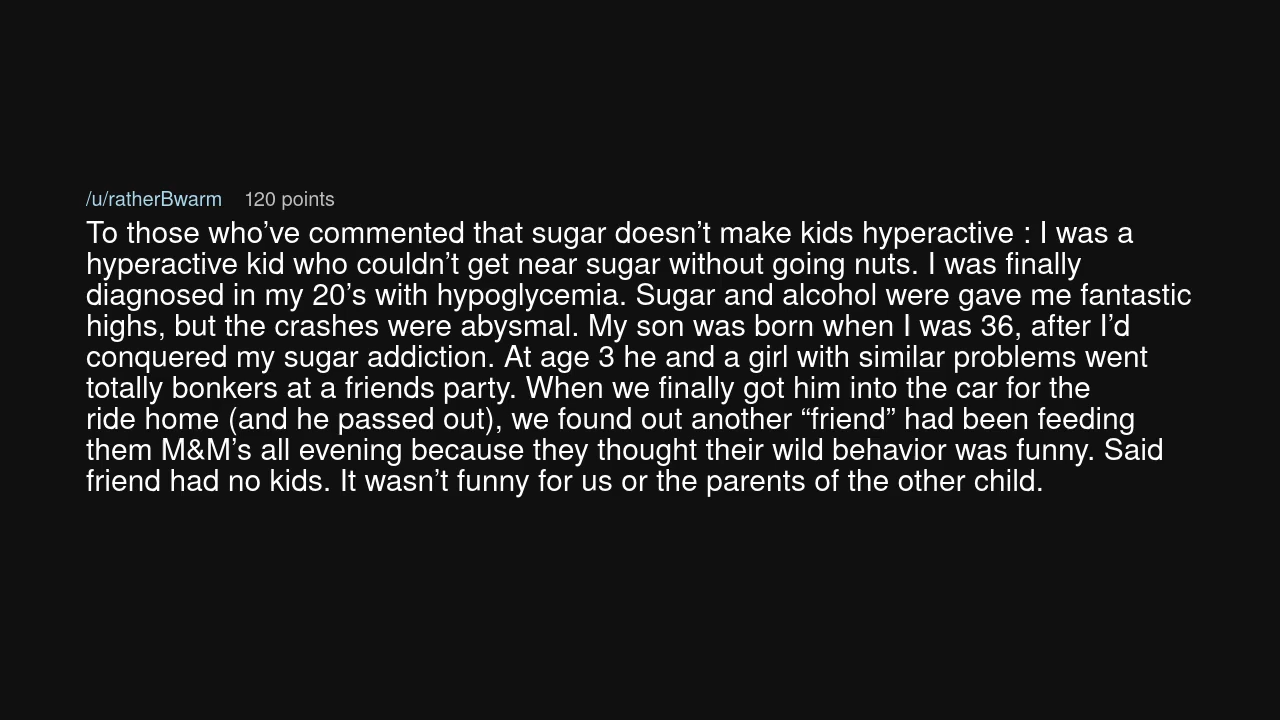 /u/ratherBwarm 120 points
To those who’ve commented that sugar doesn’t make kids hyperactive : I was a
hyperactive kid who couldn’t get near sugar without going nuts. I was finally
diagnosed in my 20’s with hypoglycemia. Sugar and alcohol were gave me fantastic
highs, but the crashes were abysmal. My son was born when I was 36, after I’d
conquered my sugar addiction. At age 3 he and a girl with similar problems went
totally bonkers at a friends party. When we finally got him into the car for the
ride home (and he passed out), we found out another “friend” had been feeding
them M&M’s all evening because they thought their wild behavior was funny. Said
friend had no kids. It wasn’t funny for us or the parents of the other child.